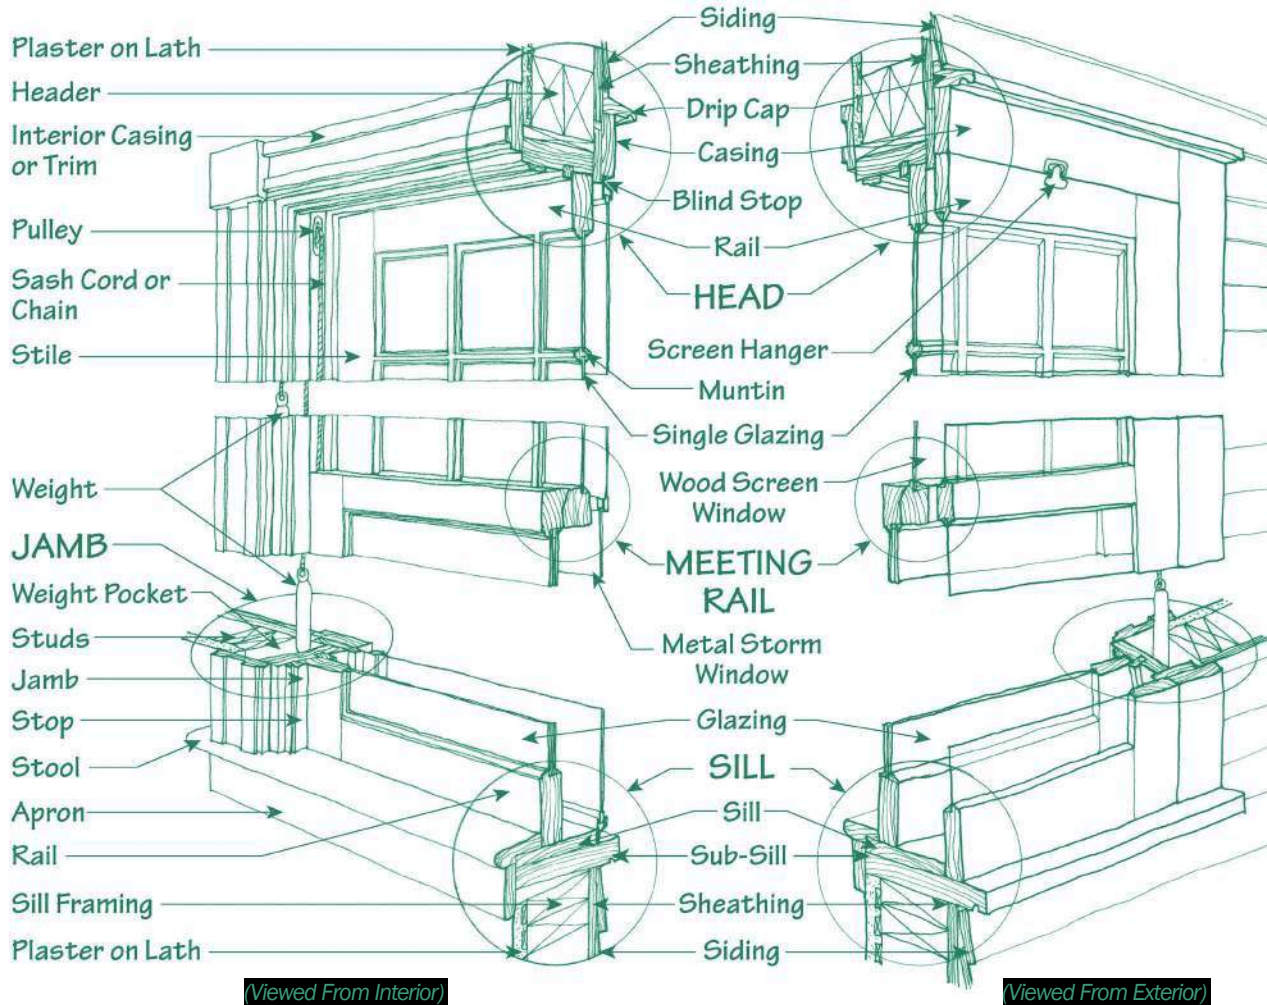 Plaster on Lath
Header
Interior Casing
or Trim
Pulley
Sash Cord or
Chain
Stile
Weight
JAMB
Weight Pocket
Studs
Jamb
Stop
Stool
Apron
Rail
Sill Framing
Plaster on Lath
Siding
Sheathing
Drip Cap
Casing
Blind Stop
Rail
HEAD
Screen Hanger
Muntin
Single Glazing
Wood Screen
Window
MEETING
RAIL
Metal Storm
Window
Glazing
SILL
Sill
Sub-Sill
Sheathing
Siding
(Viewed From Interior)
(Viewed From Exterior)